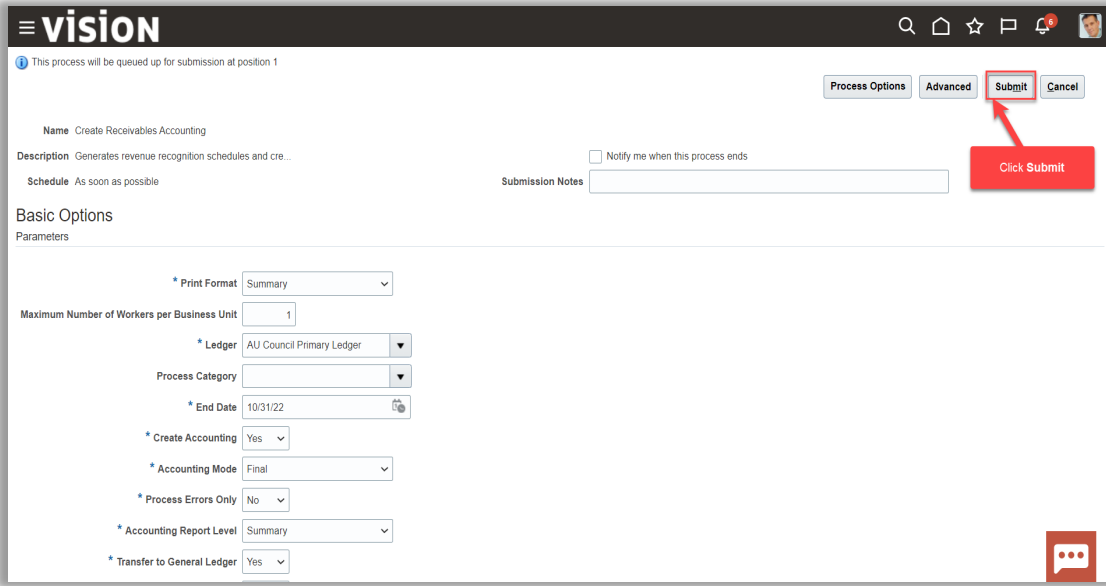 vision
6
This process will be queued up for submission at position 1
Process Options Advanced Submit Cancel
Name Create Receivables Accounting
Description Generates revenue recognition schedules and cre...
Notify me when this process ends
Click Submit
Schedule As soon as possible
Submission Notes
Basic Options
Parameters
* Print Format Summary
Maximum Number of Workers per Business Unit 1
* Ledger AU Council Primary Ledger
Process Category
* End Date 10/31/22
* Create Accounting Yes
* Accounting Mode Final
* Process Errors Only No
* Accounting Report Level Summary
* Transfer to General Ledger Yes